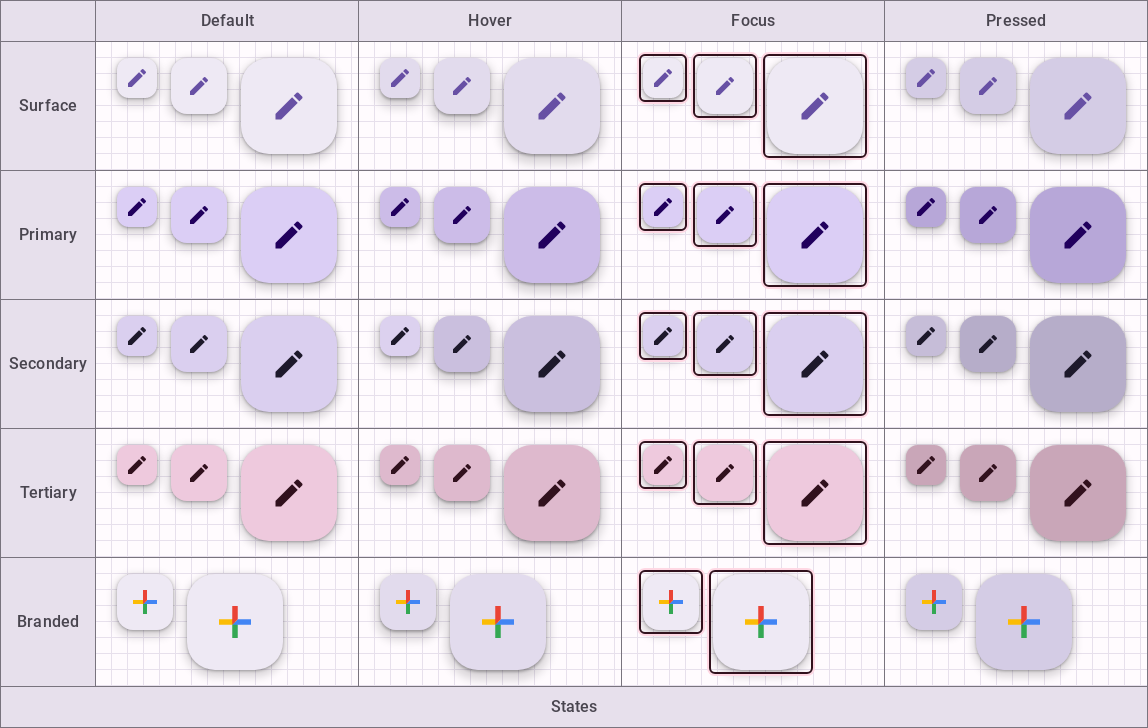 Default Hover Focus Pressed
Surface
Primary
Secondary
Tertiary
Branded
States